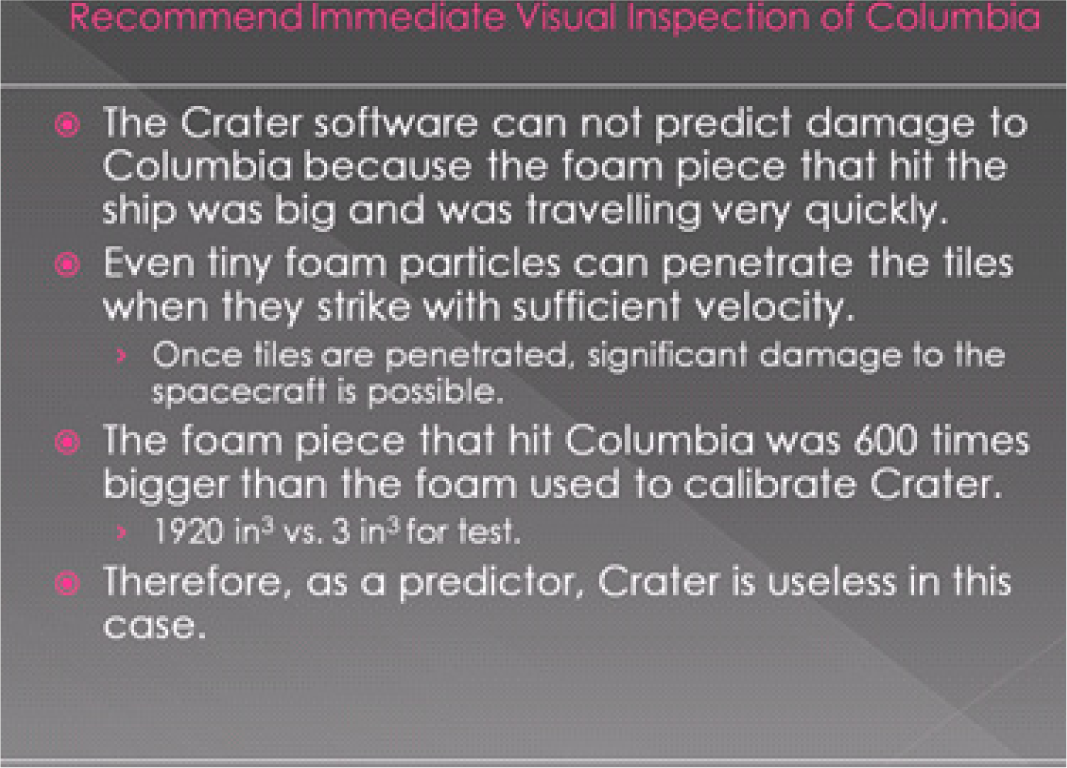 Recommend Immediate Visual Inspection of Columbia
The Crater software can not predict damage to
Columbia because the foam piece that hit the
ship was big and was travelling very quickly.
Even tiny foam particles can penetrate the tiles
when they strike with sufficient velocity.
Once tiles are penetrated, significant damage to the
spacecraft is possible.
The foam piece that hit Columbia was 600 times
bigger than the foam used to calibrate Crater.
1920 in³ vs. 3 in³ for test.
Therefore, as a predictor, Crater is useless in this
case.